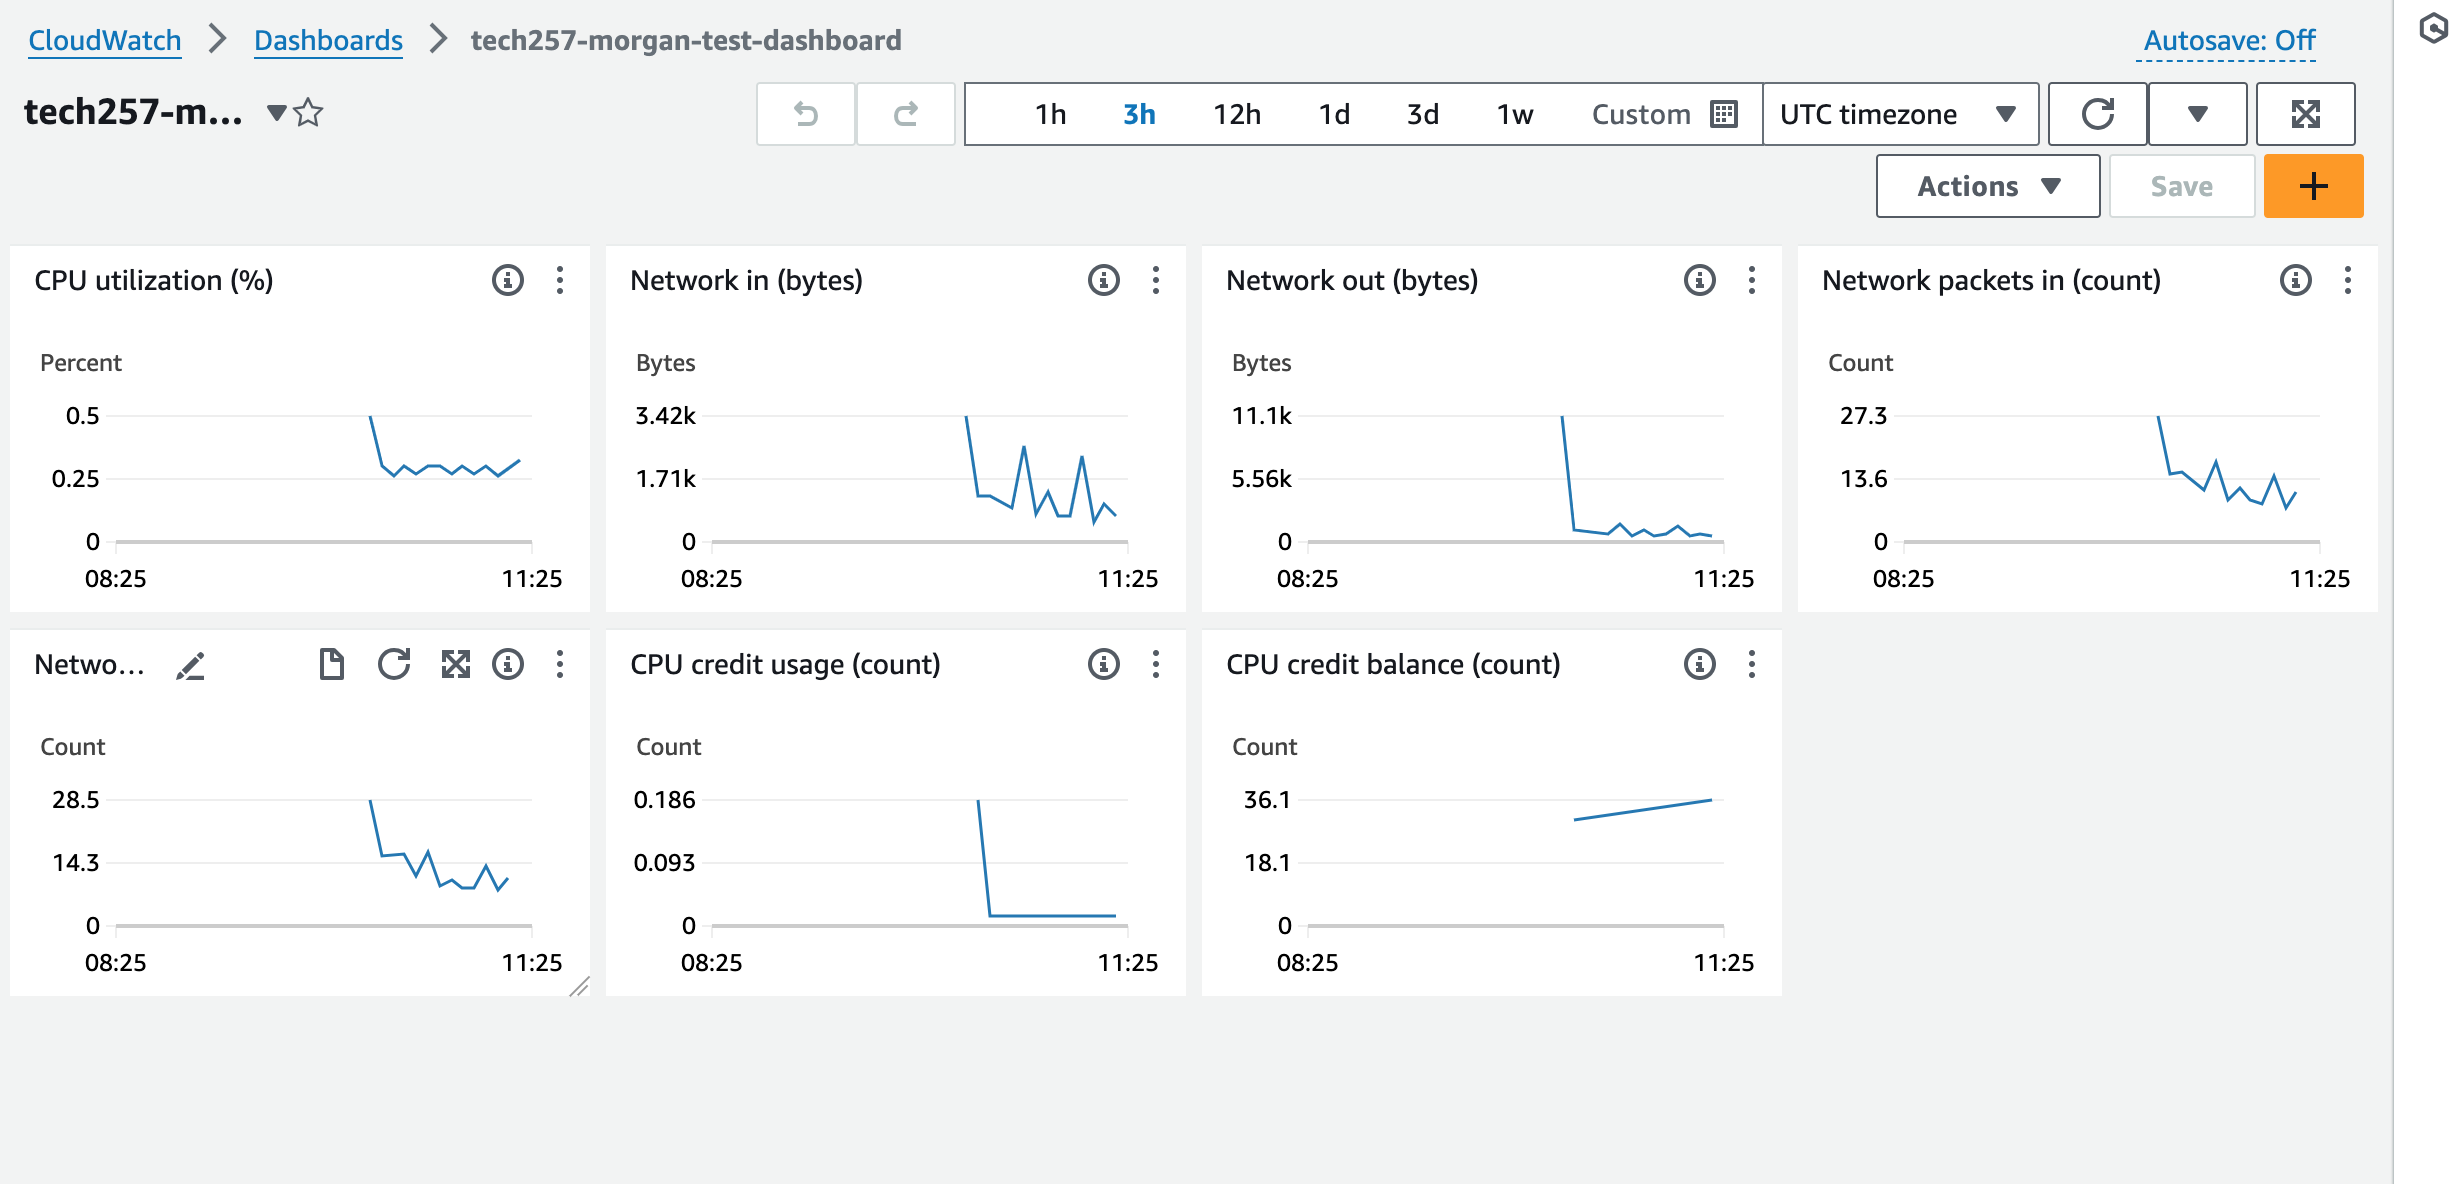 CloudWatch Dashboards tech257-morgan-test-dashboard
Autosave: Off
tech257-m...
1h 3h 12h 1d 3d 1w Custom UTC timezone
Actions Save
CPU utilization (%)
Percent
0.5
0.25
0
08:25 11:25
Network in (bytes)
Bytes
3.42k
1.71k
0
08:25 11:25
Network out (bytes)
Bytes
11.1k
5.56k
0
08:25 11:25
Network packets in (count)
Count
27.3
13.6
0
08:25 11:25
Netwo...
Count
28.5
14.3
0
08:25 11:25
CPU credit usage (count)
Count
0.186
0.093
0
08:25 11:25
CPU credit balance (count)
Count
36.1
18.1
0
08:25 11:25